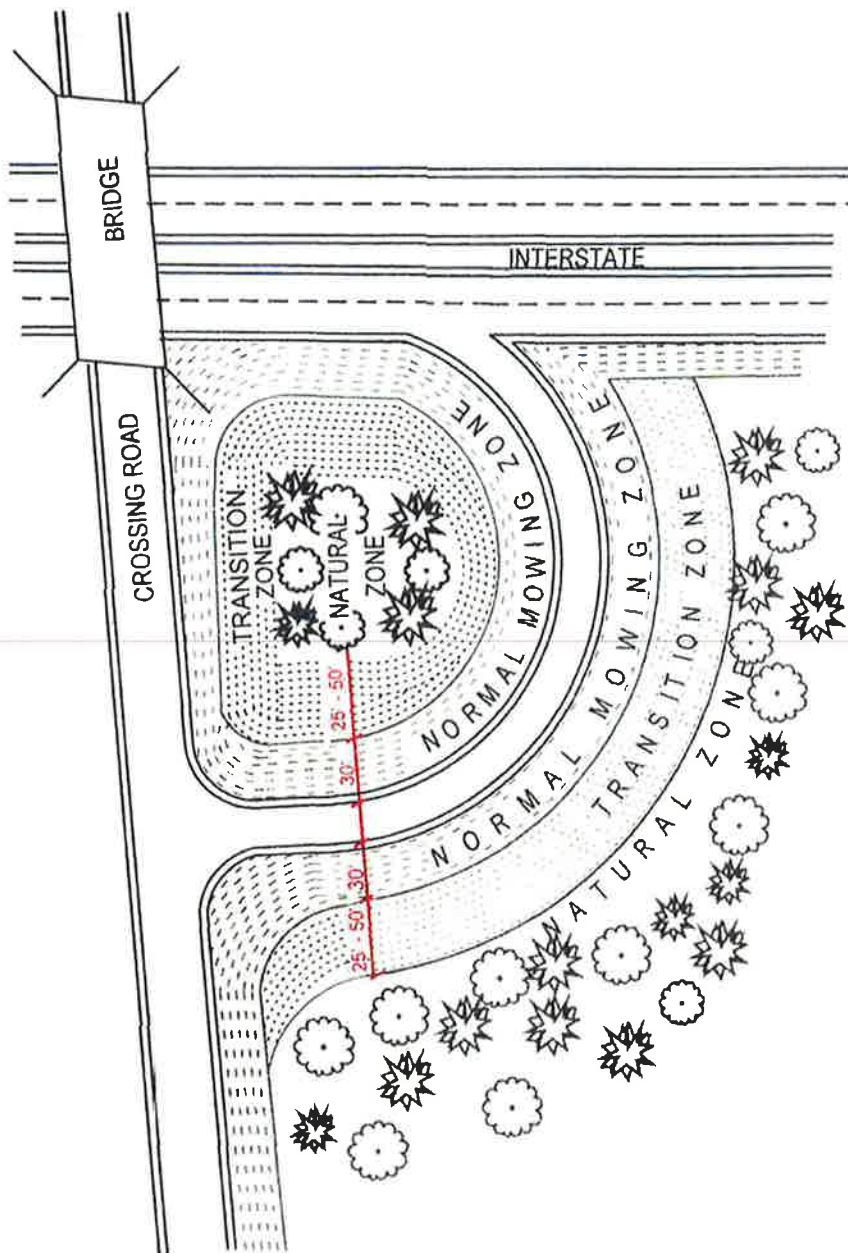 BRIDGE
INTERSTATE
CROSSING ROAD
TRANSITION
ZONE
NATURAL
ZONE
NORMAL MOWING ZONE
25' - 50'
30'
30'
25' - 50'
NORMAL MOWING ZONE
TRANSITION ZONE
NATURAL ZONE